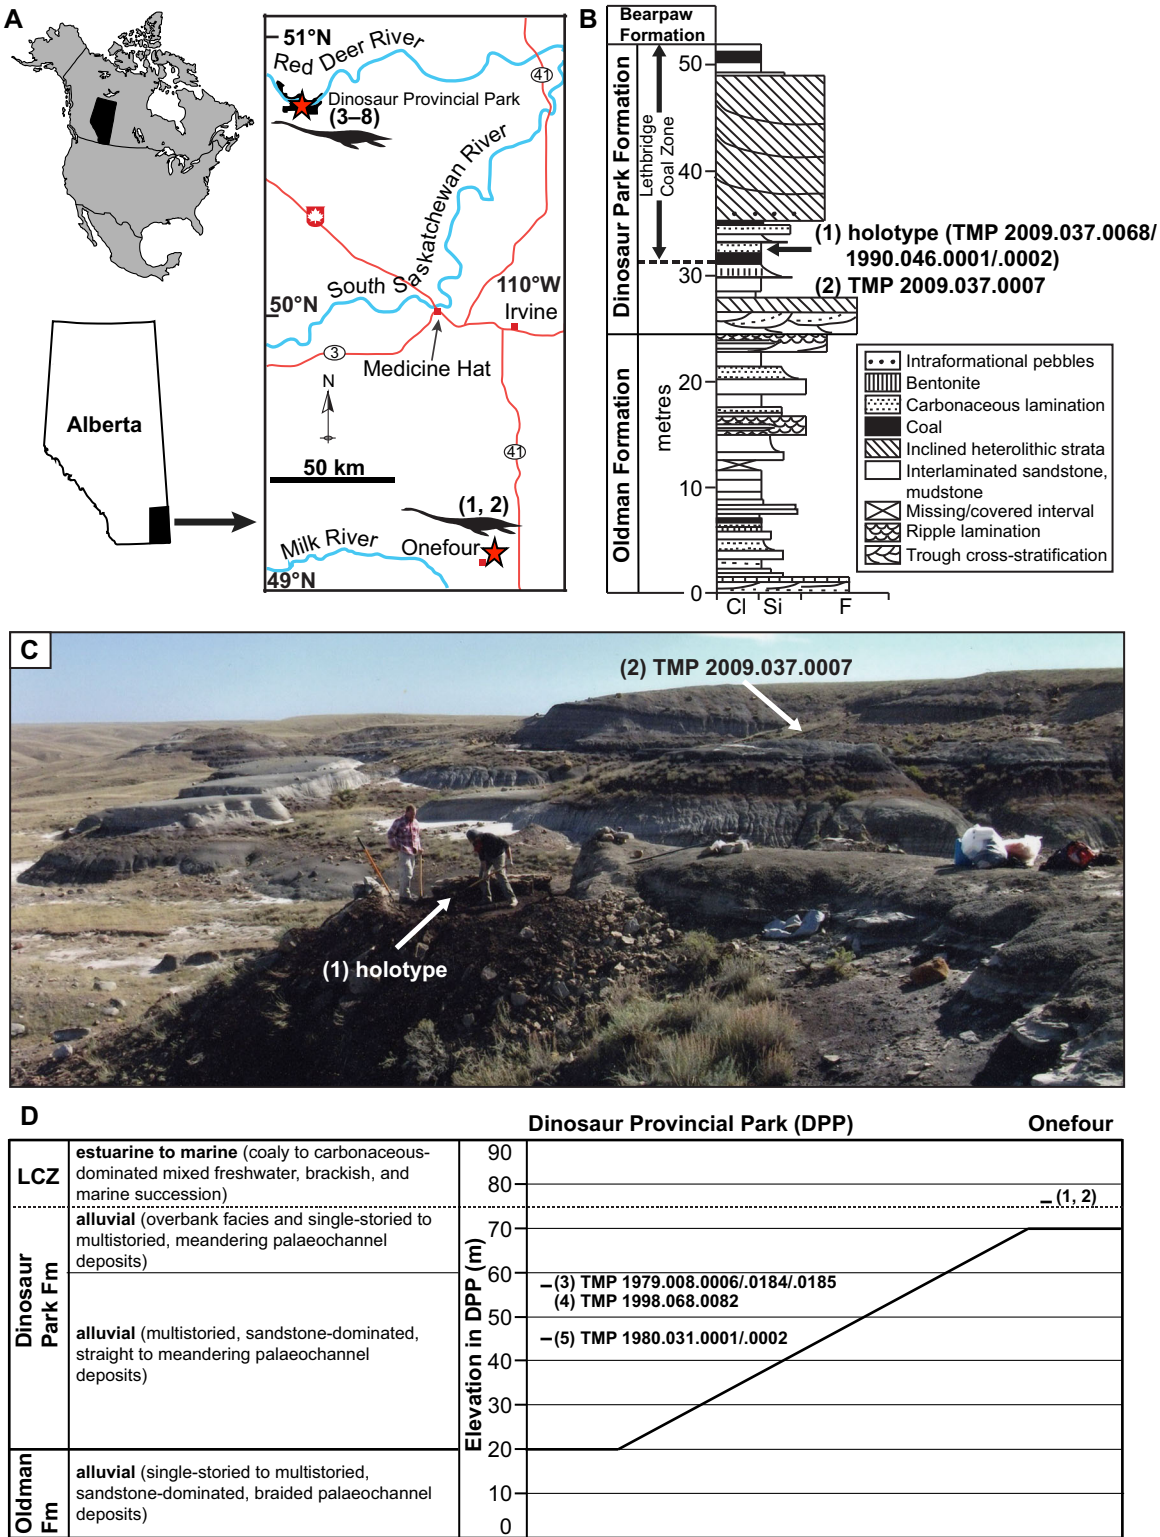 A
Alberta
51°N
Red Deer River
41
Dinosaur Provincial Park
(3–8)
South Saskatchewan River
110°W
50°N
Irvine
3
Medicine Hat
N
41
50 km
(1, 2)
Onefour
Milk River
49°N
B
Bearpaw
Formation
Dinosaur Park Formation
Lethbridge
Coal Zone
Oldman Formation
metres
50
40
30
20
10
0
Cl Si F
(1) holotype (TMP 2009.037.0068/
1990.046.0001/.0002)
(2) TMP 2009.037.0007
Intraformational pebbles
Bentonite
Carbonaceous lamination
Coal
Inclined heterolithic strata
Interlaminated sandstone,
mudstone
Missing/covered interval
Ripple lamination
Trough cross-stratification
C
(2) TMP 2009.037.0007
(1) holotype
D
Dinosaur Provincial Park (DPP)
Onefour
LCZ
estuarine to marine (coaly to carbonaceous-
dominated mixed freshwater, brackish, and
marine succession)
Dinosaur
Park Fm
alluvial (overbank facies and single-storied to
multistoried, meandering palaeochannel
deposits)
alluvial (multistoried, sandstone-dominated,
straight to meandering palaeochannel
deposits)
Oldman
Fm
alluvial (single-storied to multistoried,
sandstone-dominated, braided palaeochannel
deposits)
Elevation in DPP (m)
90
80
70
60
50
40
30
20
10
0
(1, 2)
(3) TMP 1979.008.0006/.0184/.0185
(4) TMP 1998.068.0082
(5) TMP 1980.031.0001/.0002